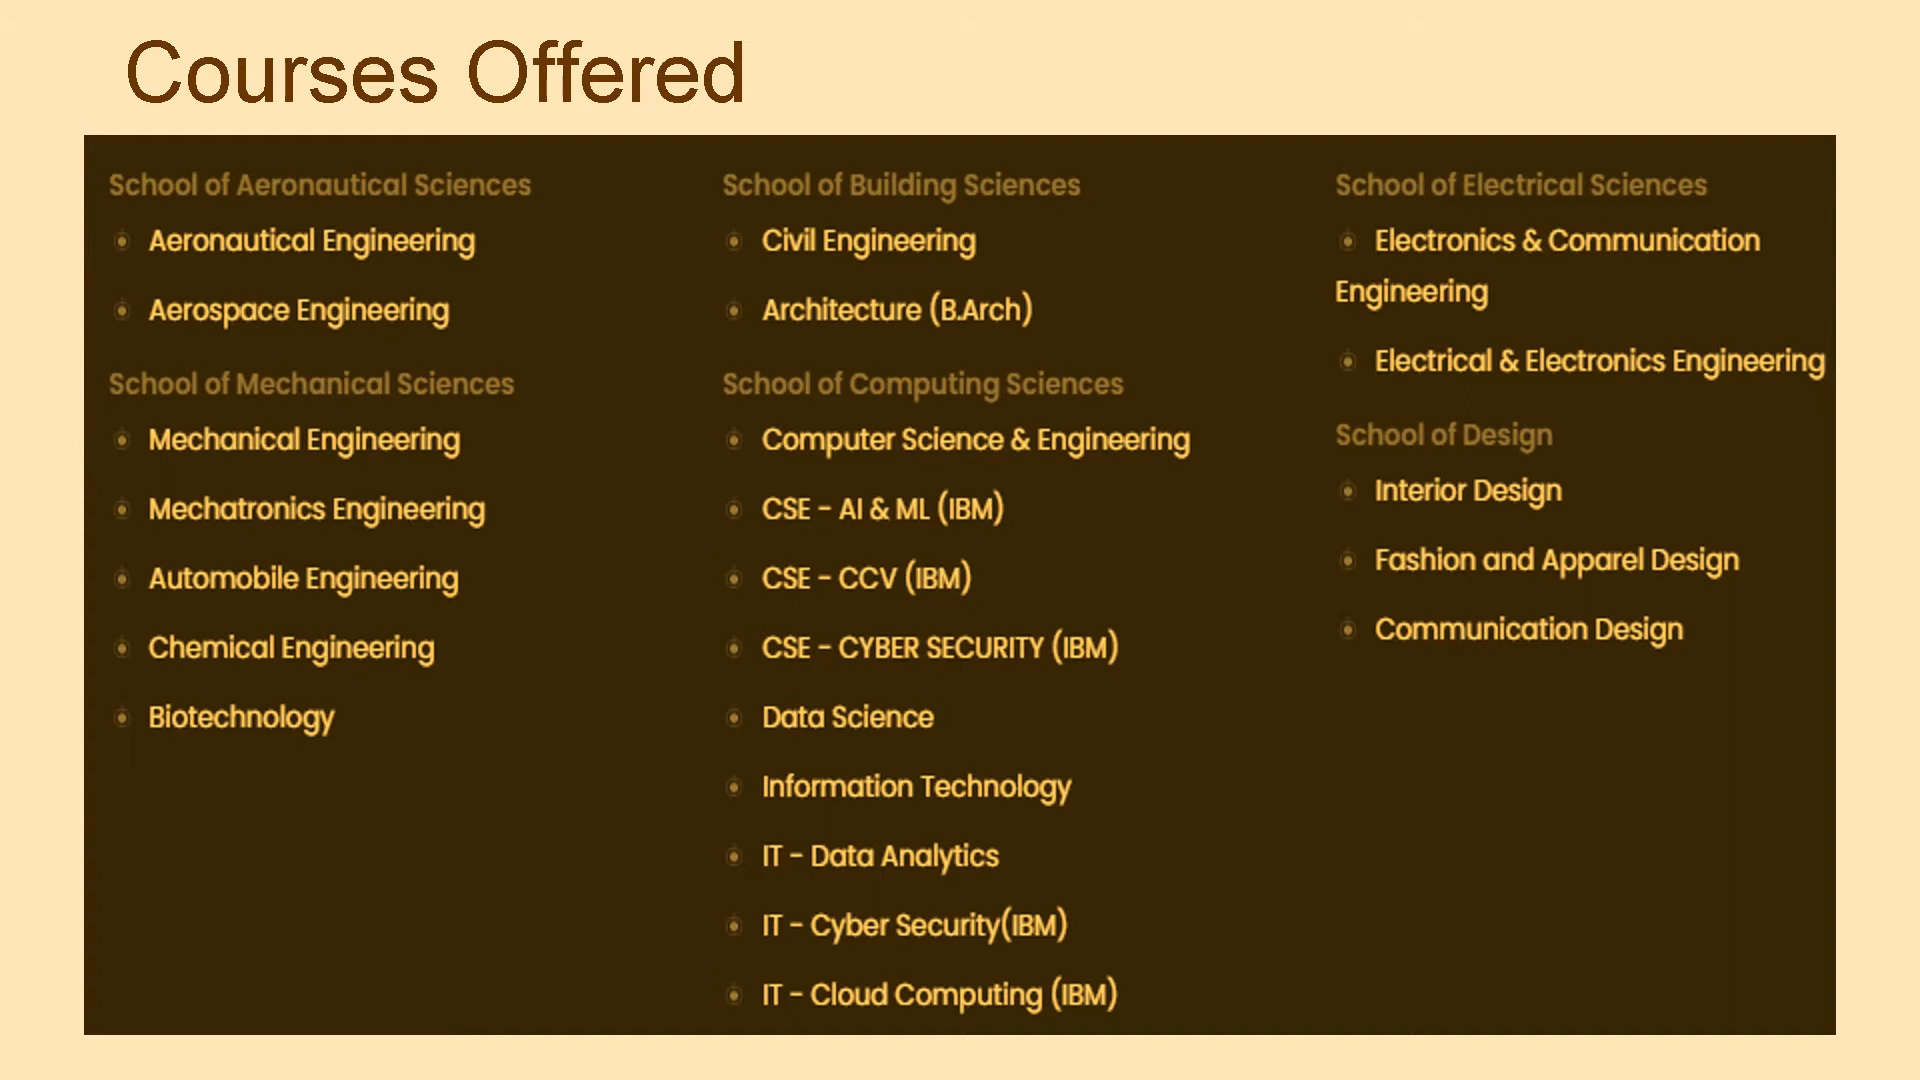 Courses Offered
School of Aeronautical Sciences
Aeronautical Engineering
Aerospace Engineering
School of Mechanical Sciences
Mechanical Engineering
Mechatronics Engineering
Automobile Engineering
Chemical Engineering
Biotechnology
School of Building Sciences
Civil Engineering
Architecture (B.Arch)
School of Computing Sciences
Computer Science & Engineering
CSE - AI & ML (IBM)
CSE - CCV (IBM)
CSE - CYBER SECURITY (IBM)
Data Science
Information Technology
IT - Data Analytics
IT - Cyber Security(IBM)
IT - Cloud Computing (IBM)
School of Electrical Sciences
Electronics & Communication
Engineering
Electrical & Electronics Engineering
School of Design
Interior Design
Fashion and Apparel Design
Communication Design